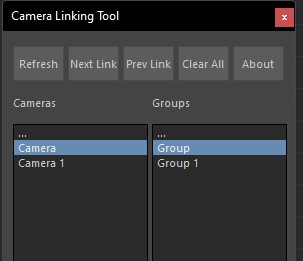 Camera Linking Tool x
Refresh Next Link Prev Link Clear All About
Cameras Groups
... ...
Camera Group
Camera 1 Group 1